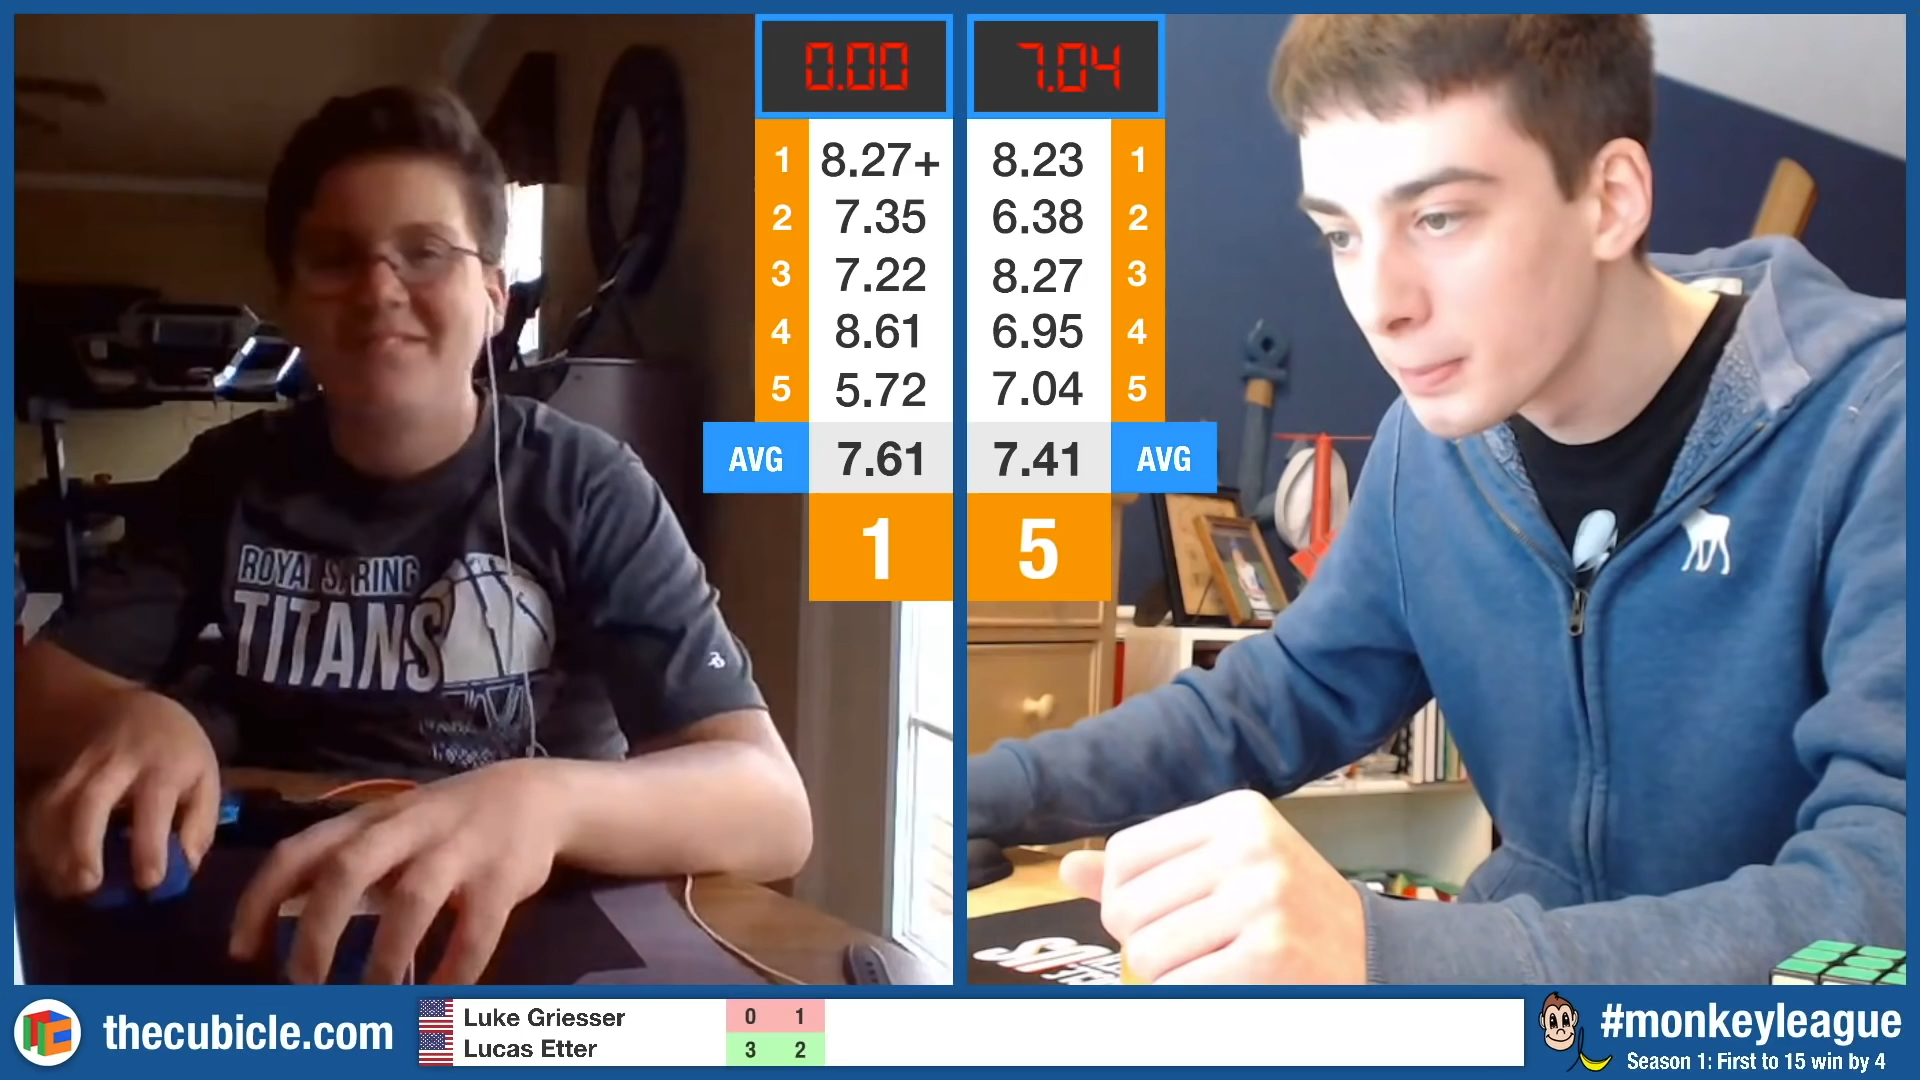 0.00
7.04
1 8.27+ 8.23 1
2 7.35 6.38 2
3 7.22 8.27 3
4 8.61 6.95 4
5 5.72 7.04 5
AVG 7.61 7.41 AVG
1 5
ROYAL SPRING
TITANS
thecubicle.com
Luke Griesser 0 1
Lucas Etter 3 2
#monkeyleague
Season 1: First to 15 win by 4